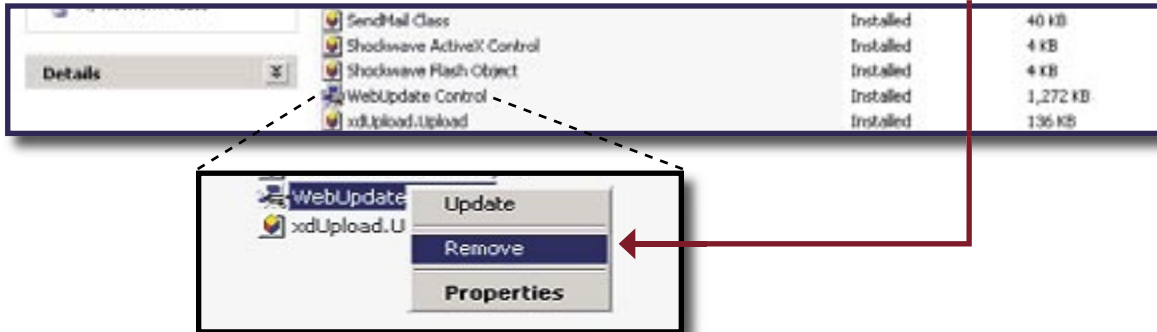 SendMail Class Installed 40 KB
Shockwave ActiveX Control Installed 4 KB
Details Shockwave Flash Object Installed 4 KB
WebUpdate Control Installed 1,272 KB
xdUpload.Upload Installed 136 KB
WebUpdate Update
xdUpload.U
Remove
Properties